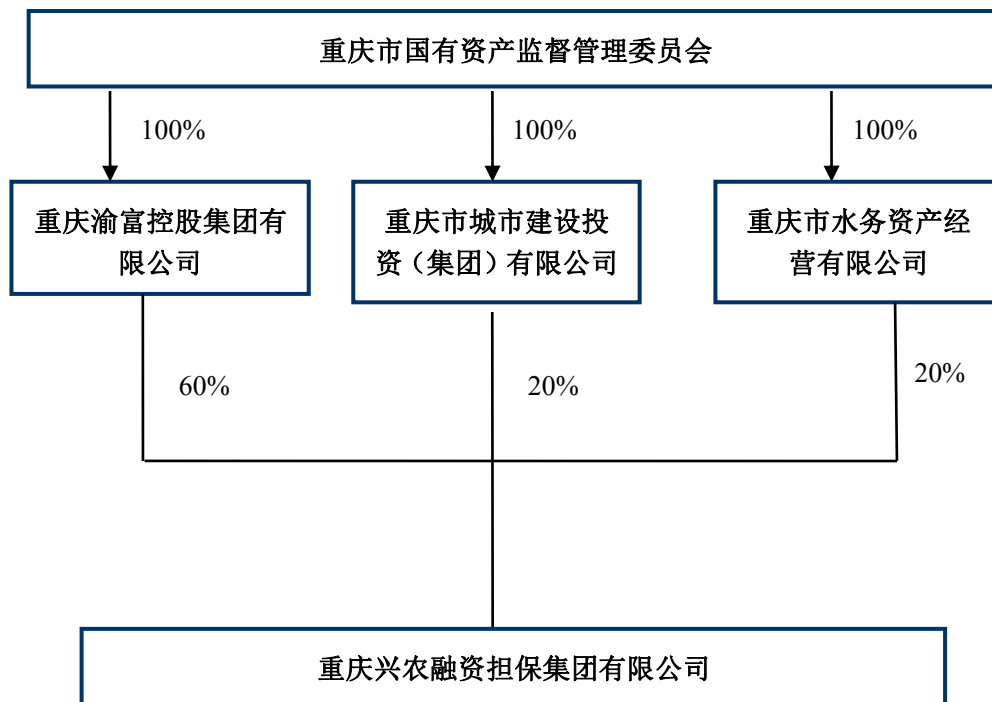 重庆市国有资产监督管理委员会
100%
100%
100%
重庆渝富控股集团有
限公司
重庆市城市建设投
资（集团）有限公司
重庆市水务资产经
营有限公司
60%
20%
20%
重庆兴农融资担保集团有限公司